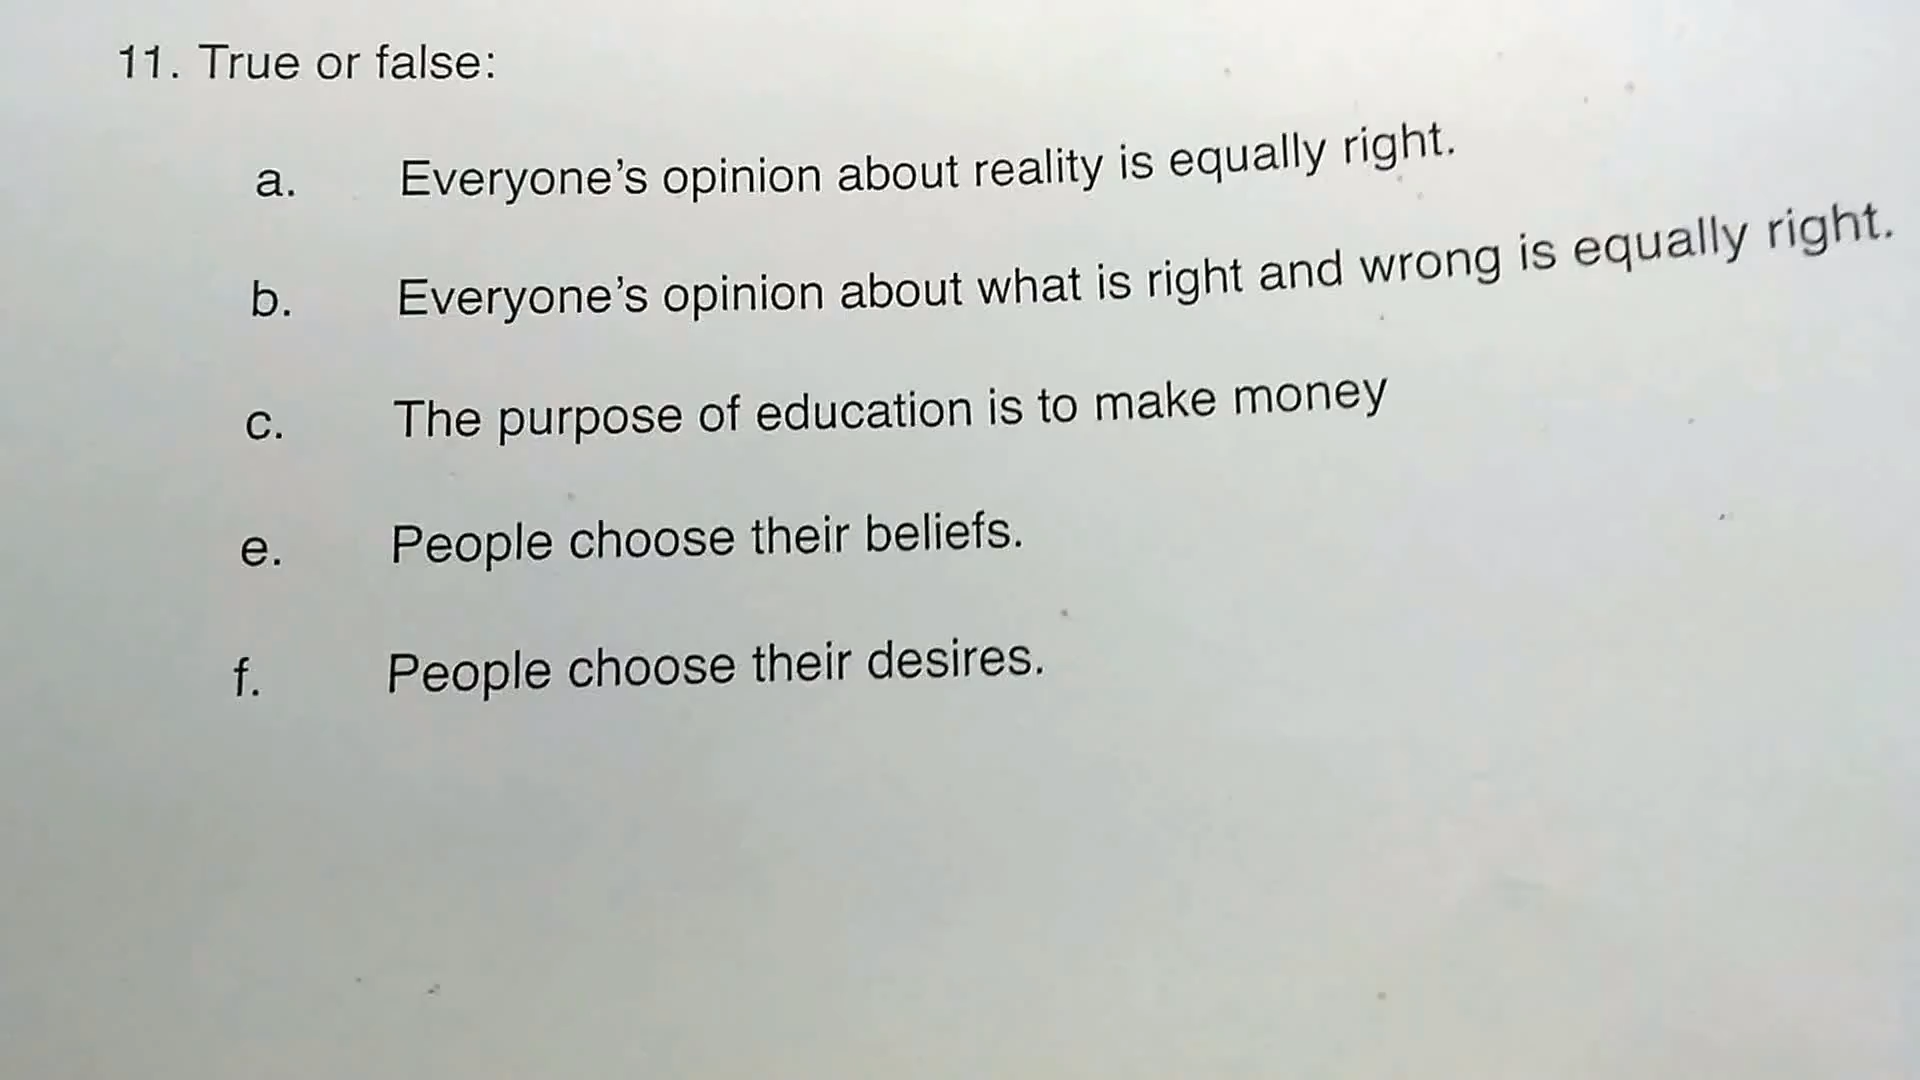 11. True or false:
a. Everyone's opinion about reality is equally right.
b. Everyone's opinion about what is right and wrong is equally right.
c. The purpose of education is to make money
e. People choose their beliefs.
f. People choose their desires.